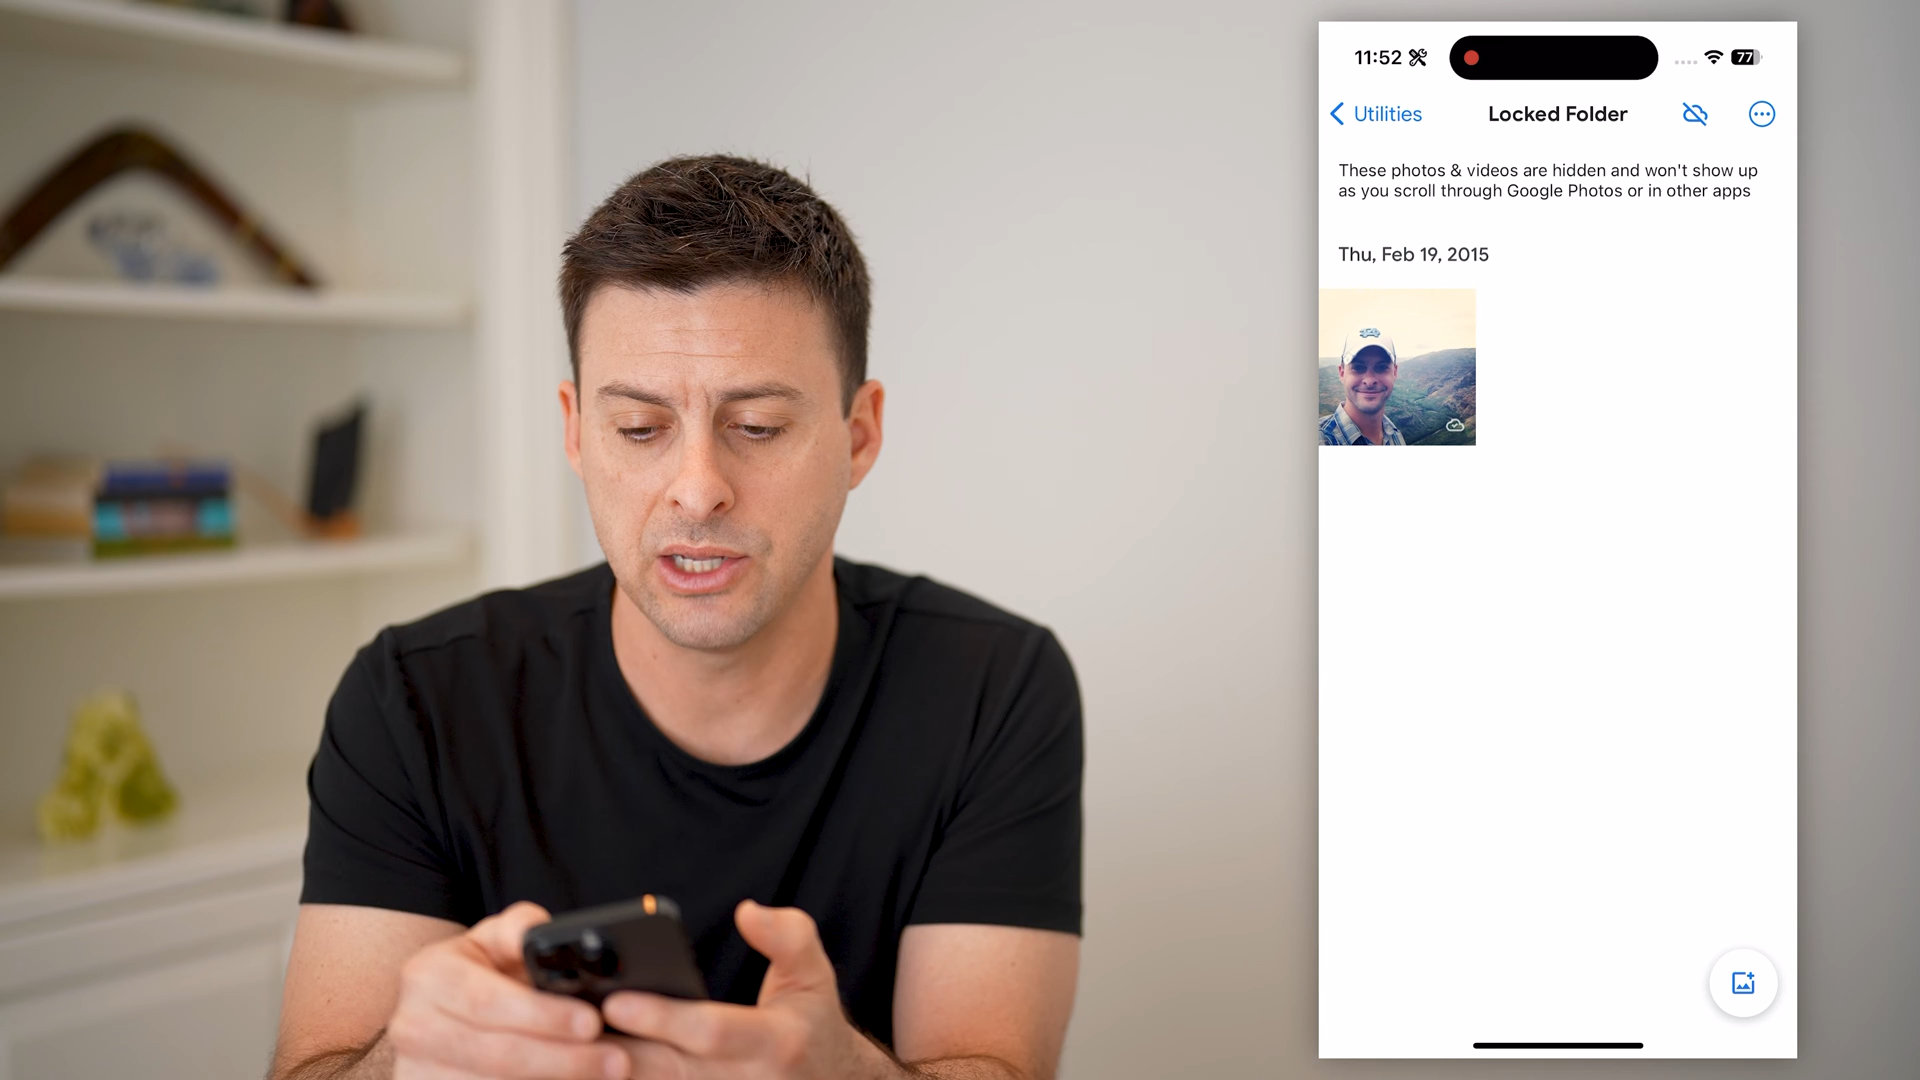 11:52
77
Utilities
Locked Folder
These photos & videos are hidden and won't show up
as you scroll through Google Photos or in other apps
Thu, Feb 19, 2015